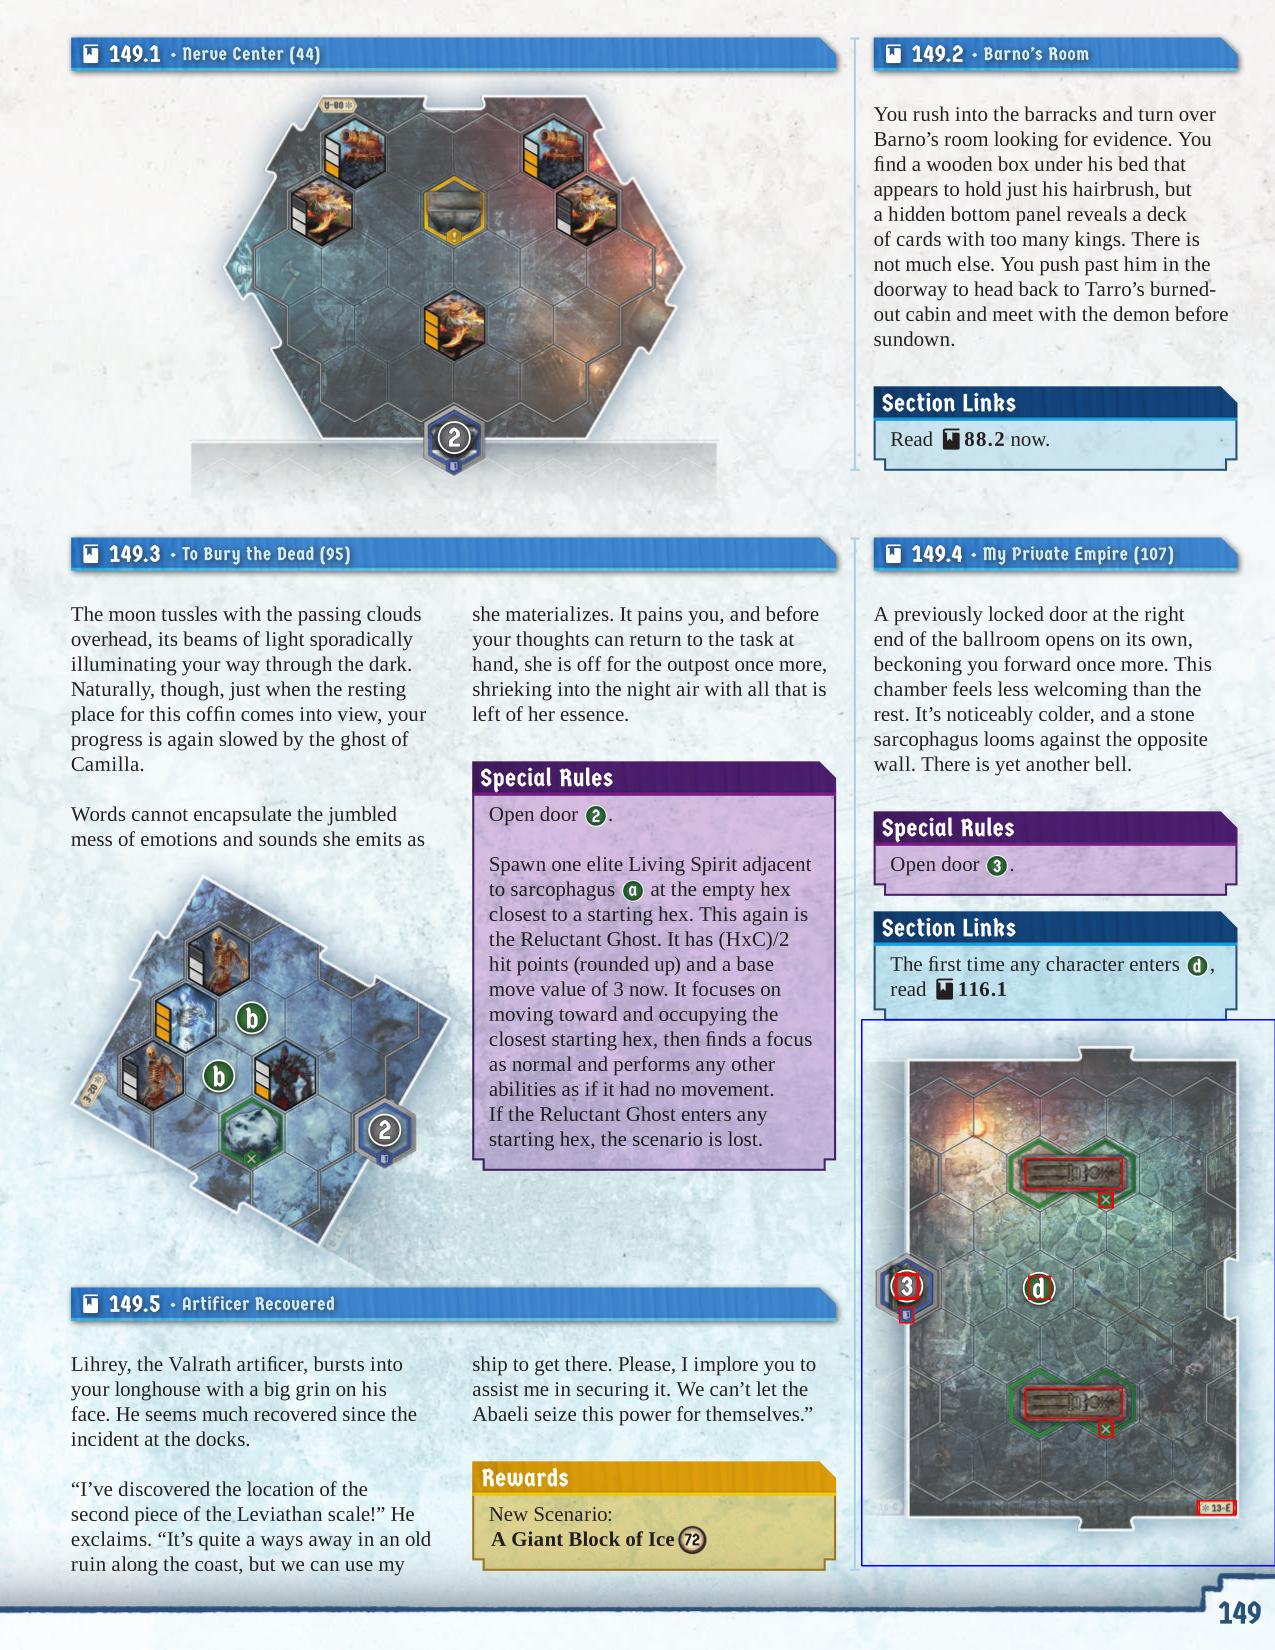 149.1 • Nerve Center (44)
8-08
2
149.2 • Barno's Room
You rush into the barracks and turn over
Barno’s room looking for evidence. You
find a wooden box under his bed that
appears to hold just his hairbrush, but
a hidden bottom panel reveals a deck
of cards with too many kings. There is
not much else. You push past him in the
doorway to head back to Tarro’s burned-
out cabin and meet with the demon before
sundown.
Section Links
Read 88.2 now.
149.3 • To Bury the Dead (95)
The moon tussles with the passing clouds
overhead, its beams of light sporadically
illuminating your way through the dark.
Naturally, though, just when the resting
place for this coffin comes into view, your
progress is again slowed by the ghost of
Camilla.
Words cannot encapsulate the jumbled
mess of emotions and sounds she emits as
she materializes. It pains you, and before
your thoughts can return to the task at
hand, she is off for the outpost once more,
shrieking into the night air with all that is
left of her essence.
Special Rules
Open door 2.
Spawn one elite Living Spirit adjacent
to sarcophagus a at the empty hex
closest to a starting hex. This again is
the Reluctant Ghost. It has (HxC)/2
hit points (rounded up) and a base
move value of 3 now. It focuses on
moving toward and occupying the
closest starting hex, then finds a focus
as normal and performs any other
abilities as if it had no movement.
If the Reluctant Ghost enters any
starting hex, the scenario is lost.
b
b
2
149.4 • My Private Empire (107)
A previously locked door at the right
end of the ballroom opens on its own,
beckoning you forward once more. This
chamber feels less welcoming than the
rest. It’s noticeably colder, and a stone
sarcophagus looms against the opposite
wall. There is yet another bell.
Special Rules
Open door 3.
Section Links
The first time any character enters d,
read 116.1
3
d
13-E
149.5 • Artificer Recovered
Lihrey, the Valrath artificer, bursts into
your longhouse with a big grin on his
face. He seems much recovered since the
incident at the docks.
“I’ve discovered the location of the
second piece of the Leviathan scale!” He
exclaims. “It’s quite a ways away in an old
ruin along the coast, but we can use my
ship to get there. Please, I implore you to
assist me in securing it. We can’t let the
Abaeli seize this power for themselves.”
Rewards
New Scenario:
A Giant Block of Ice 72
149